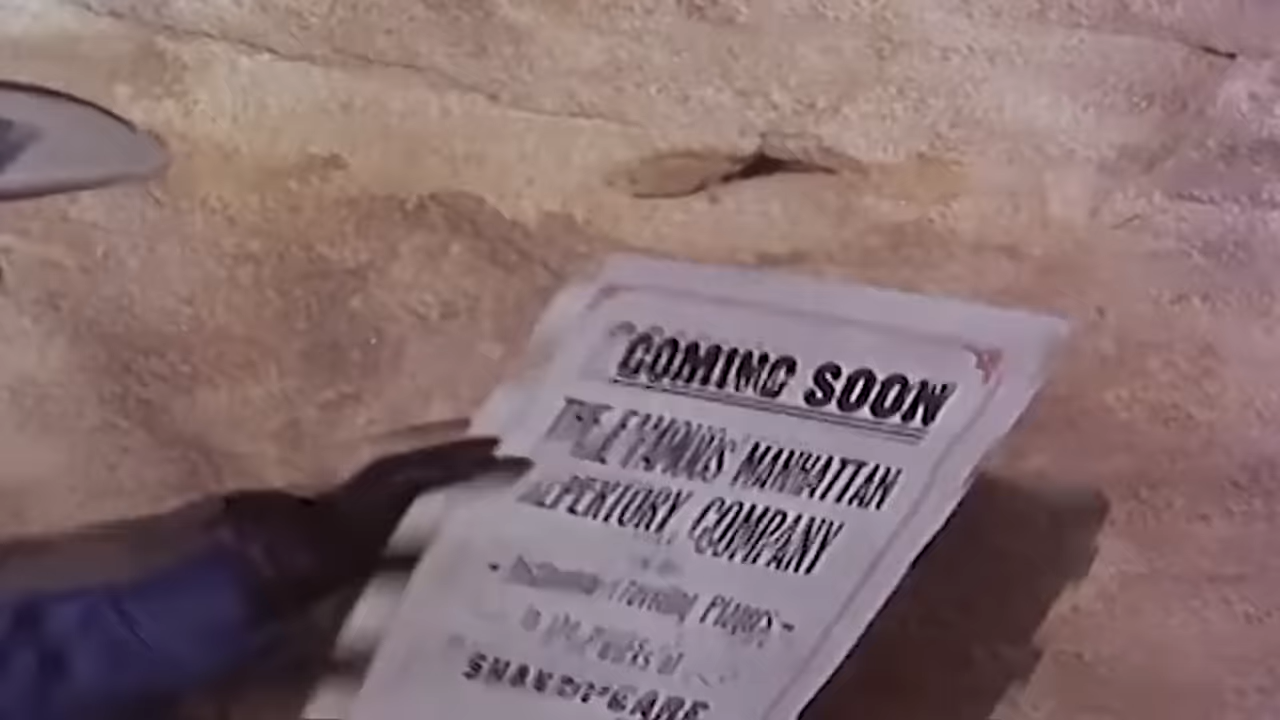 COMING SOON
THE FAMOUS MANHATTAN
REPERTORY COMPANY
Traveling Players -
in the works of
SHAKESPEARE